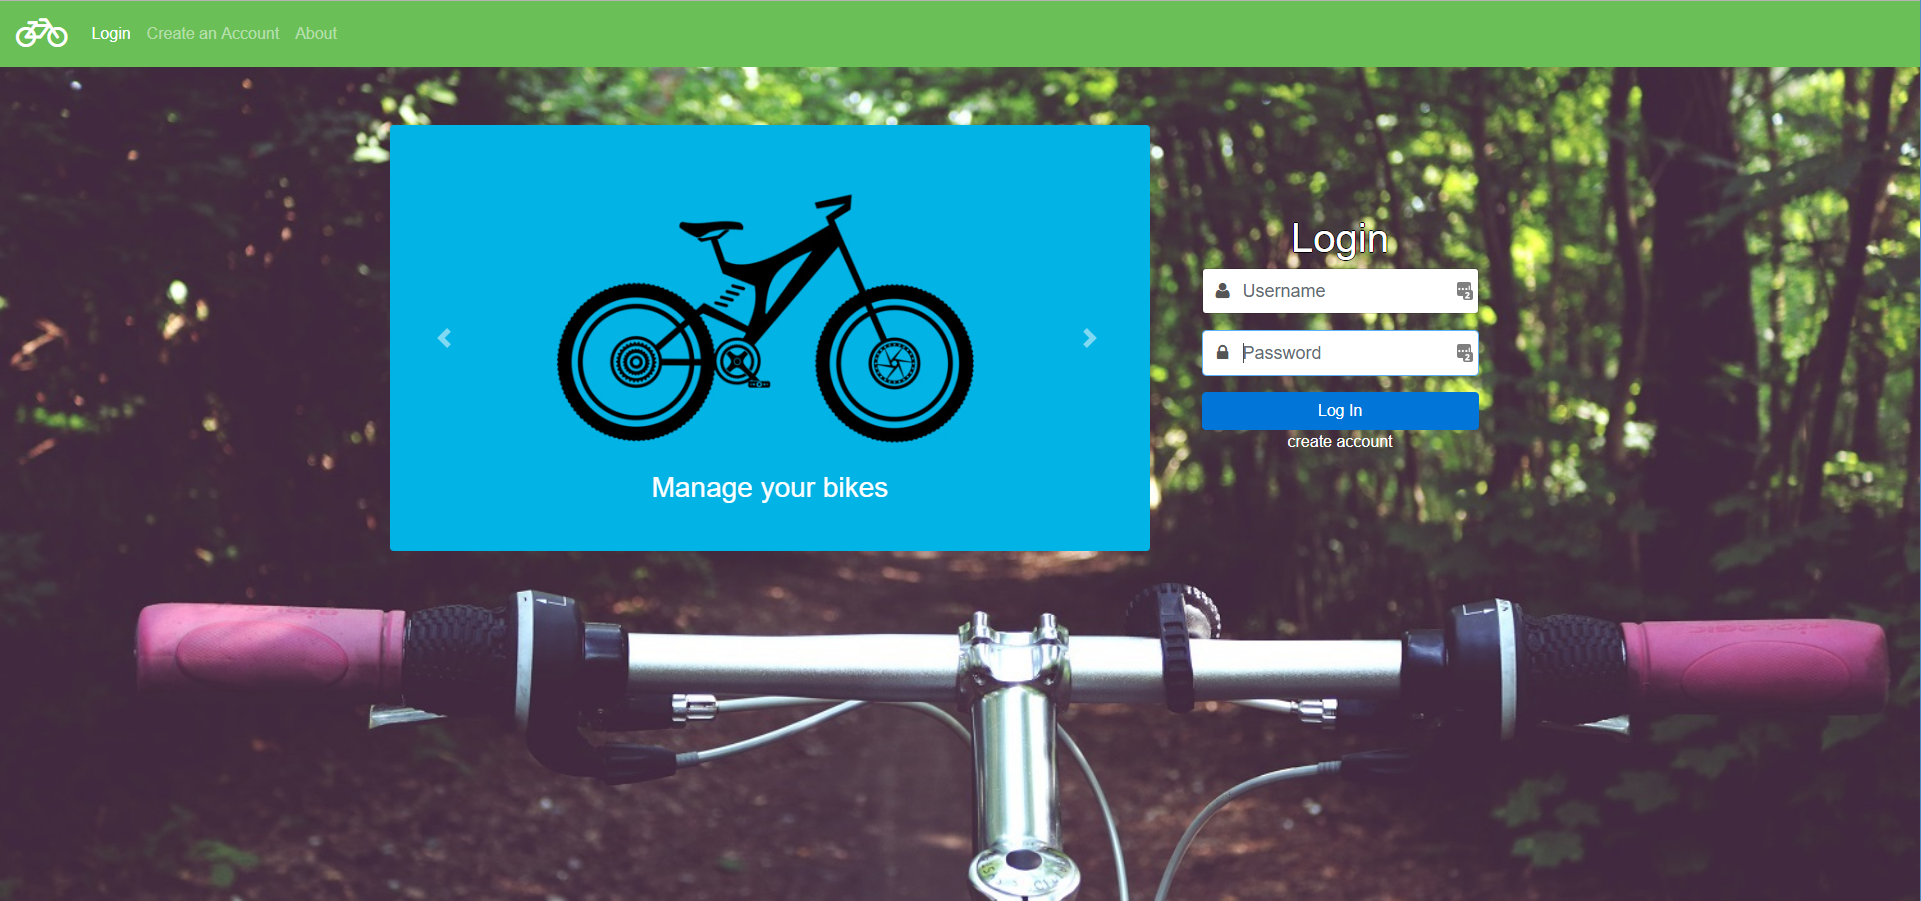 Login Create an Account About
Login
Username
Password
Log In
create account
Manage your bikes